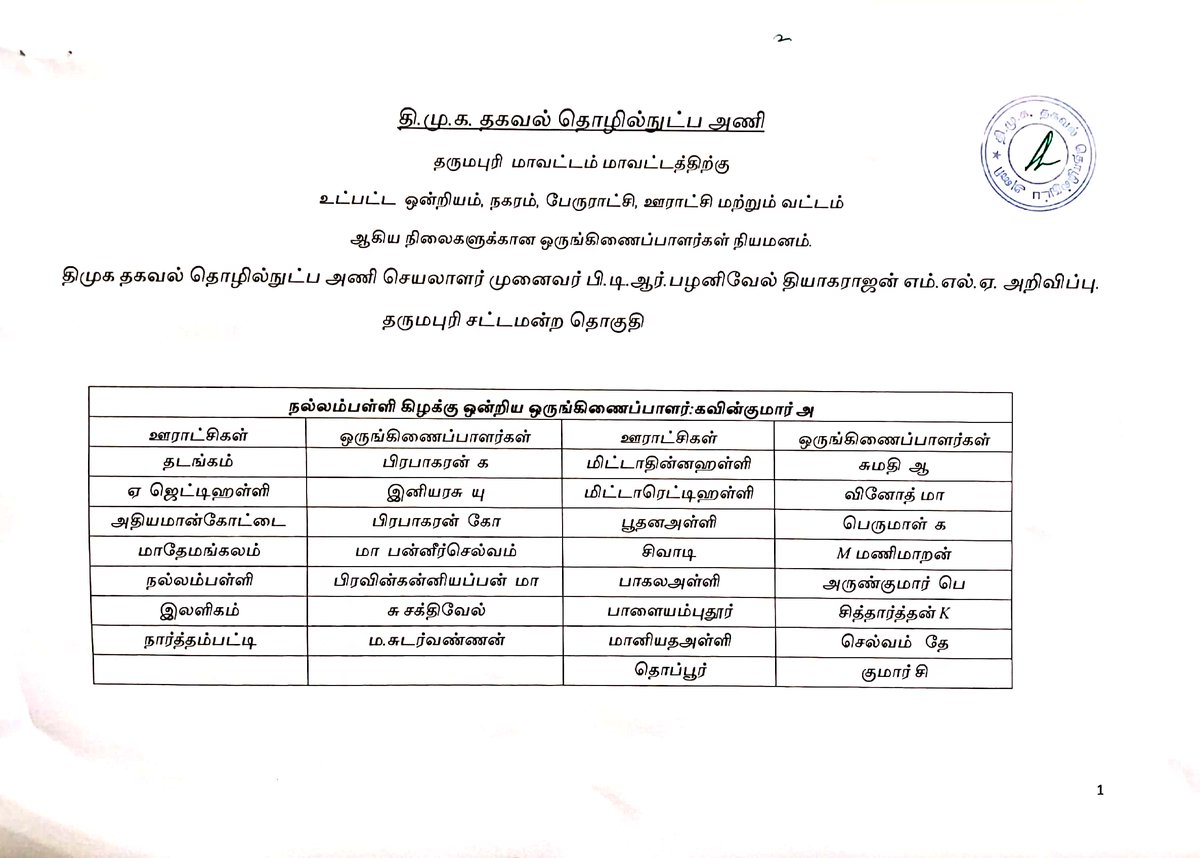 தி.மு.க. தகவல் தொழில்நுட்ப அணி
தி.மு.க. தகவல் தொழில்நுட்ப அணி
தருமபுரி மாவட்டம் மாவட்டத்திற்கு
உட்பட்ட ஒன்றியம், நகரம், பேருராட்சி, ஊராட்சி மற்றும் வட்டம்
ஆகிய நிலைகளுக்கான ஒருங்கிணைப்பாளர்கள் நியமனம்.
திமுக தகவல் தொழில்நுட்ப அணி செயலாளர் முனைவர் பி.டி.ஆர்.பழனிவேல் தியாகராஜன் எம்.எல்.ஏ. அறிவிப்பு.
தருமபுரி சட்டமன்ற தொகுதி
நல்லம்பள்ளி கிழக்கு ஒன்றிய ஒருங்கிணைப்பாளர்:கவின்குமார் அ
ஊராட்சிகள் ஒருங்கிணைப்பாளர்கள் ஊராட்சிகள் ஒருங்கிணைப்பாளர்கள்
தடங்கம் பிரபாகரன் க மிட்டாதின்னஹள்ளி சுமதி ஆ
ஏ ஜெட்டிஹள்ளி இனியரசு யு மிட்டாரெட்டிஹள்ளி வினோத் மா
அதியமான்கோட்டை பிரபாகரன் கோ பூதனஅள்ளி பெருமாள் க
மாதேமங்கலம் மா பன்னீர்செல்வம் சிவாடி M மணிமாறன்
நல்லம்பள்ளி பிரவின்கன்னியப்பன் மா பாகலஅள்ளி அருண்குமார் பெ
இலளிகம் சு சக்திவேல் பாளையம்புதூர் சித்தார்த்தன் K
நார்த்தம்பட்டி ம.சுடர்வண்ணன் மானியதஅள்ளி செல்வம் தே
தொப்பூர் குமார் சி
1